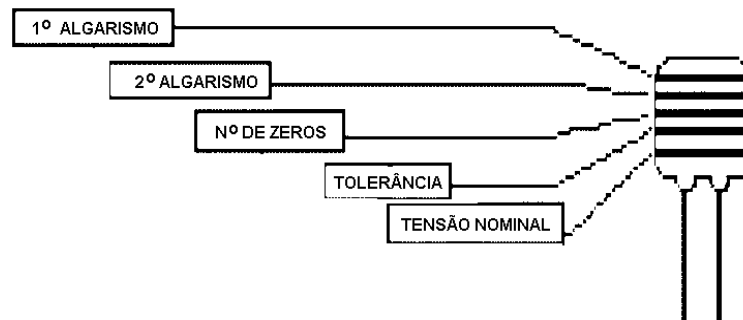 1º ALGARISMO
2º ALGARISMO
Nº DE ZEROS
TOLERÂNCIA
TENSÃO NOMINAL